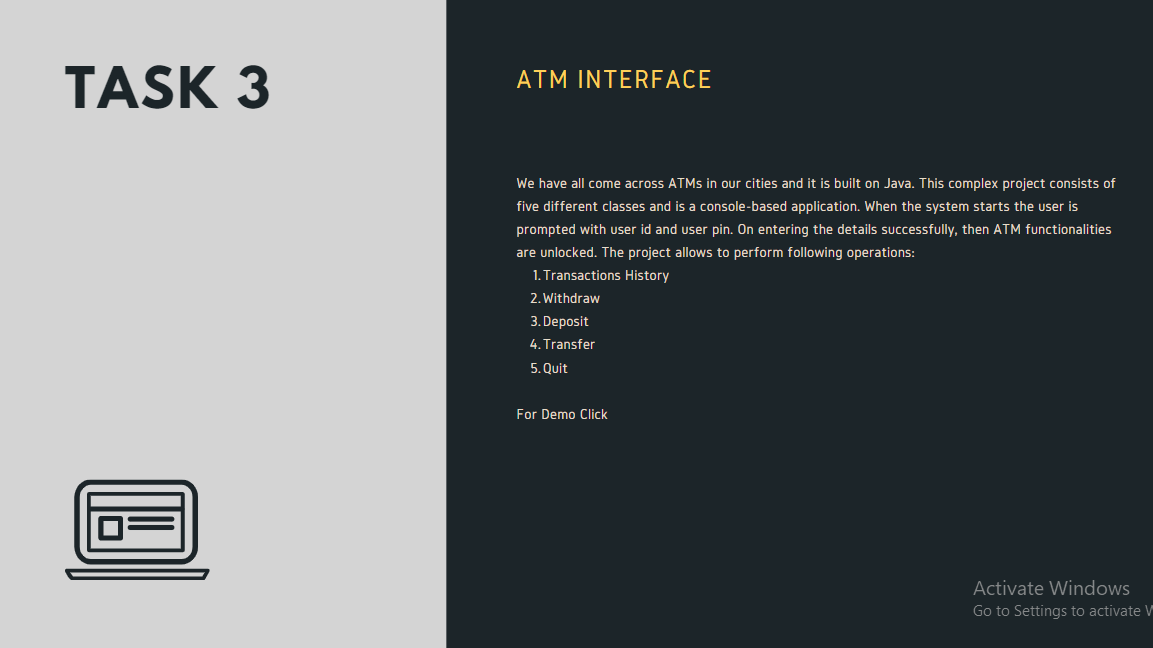 TASK 3
ATM INTERFACE
We have all come across ATMs in our cities and it is built on Java. This complex project consists of
five different classes and is a console-based application. When the system starts the user is
prompted with user id and user pin. On entering the details successfully, then ATM functionalities
are unlocked. The project allows to perform following operations:
1. Transactions History
2. Withdraw
3. Deposit
4. Transfer
5. Quit
For Demo Click
Activate Windows
Go to Settings to activate W